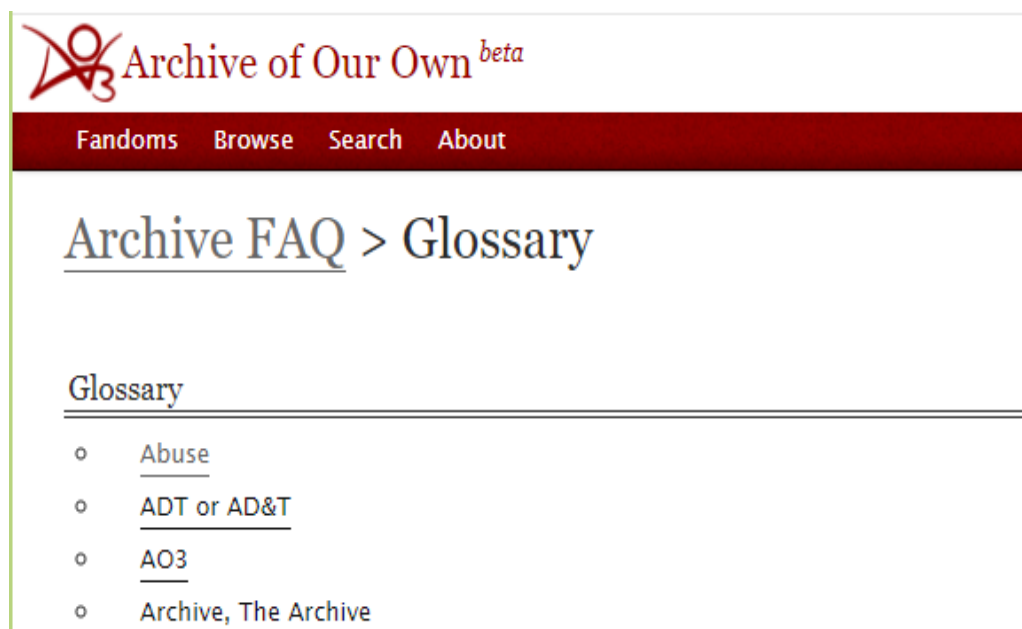 Archive of Our Own beta
Fandoms Browse Search About
Archive FAQ > Glossary
Glossary
Abuse
ADT or AD&T
AO3
Archive, The Archive